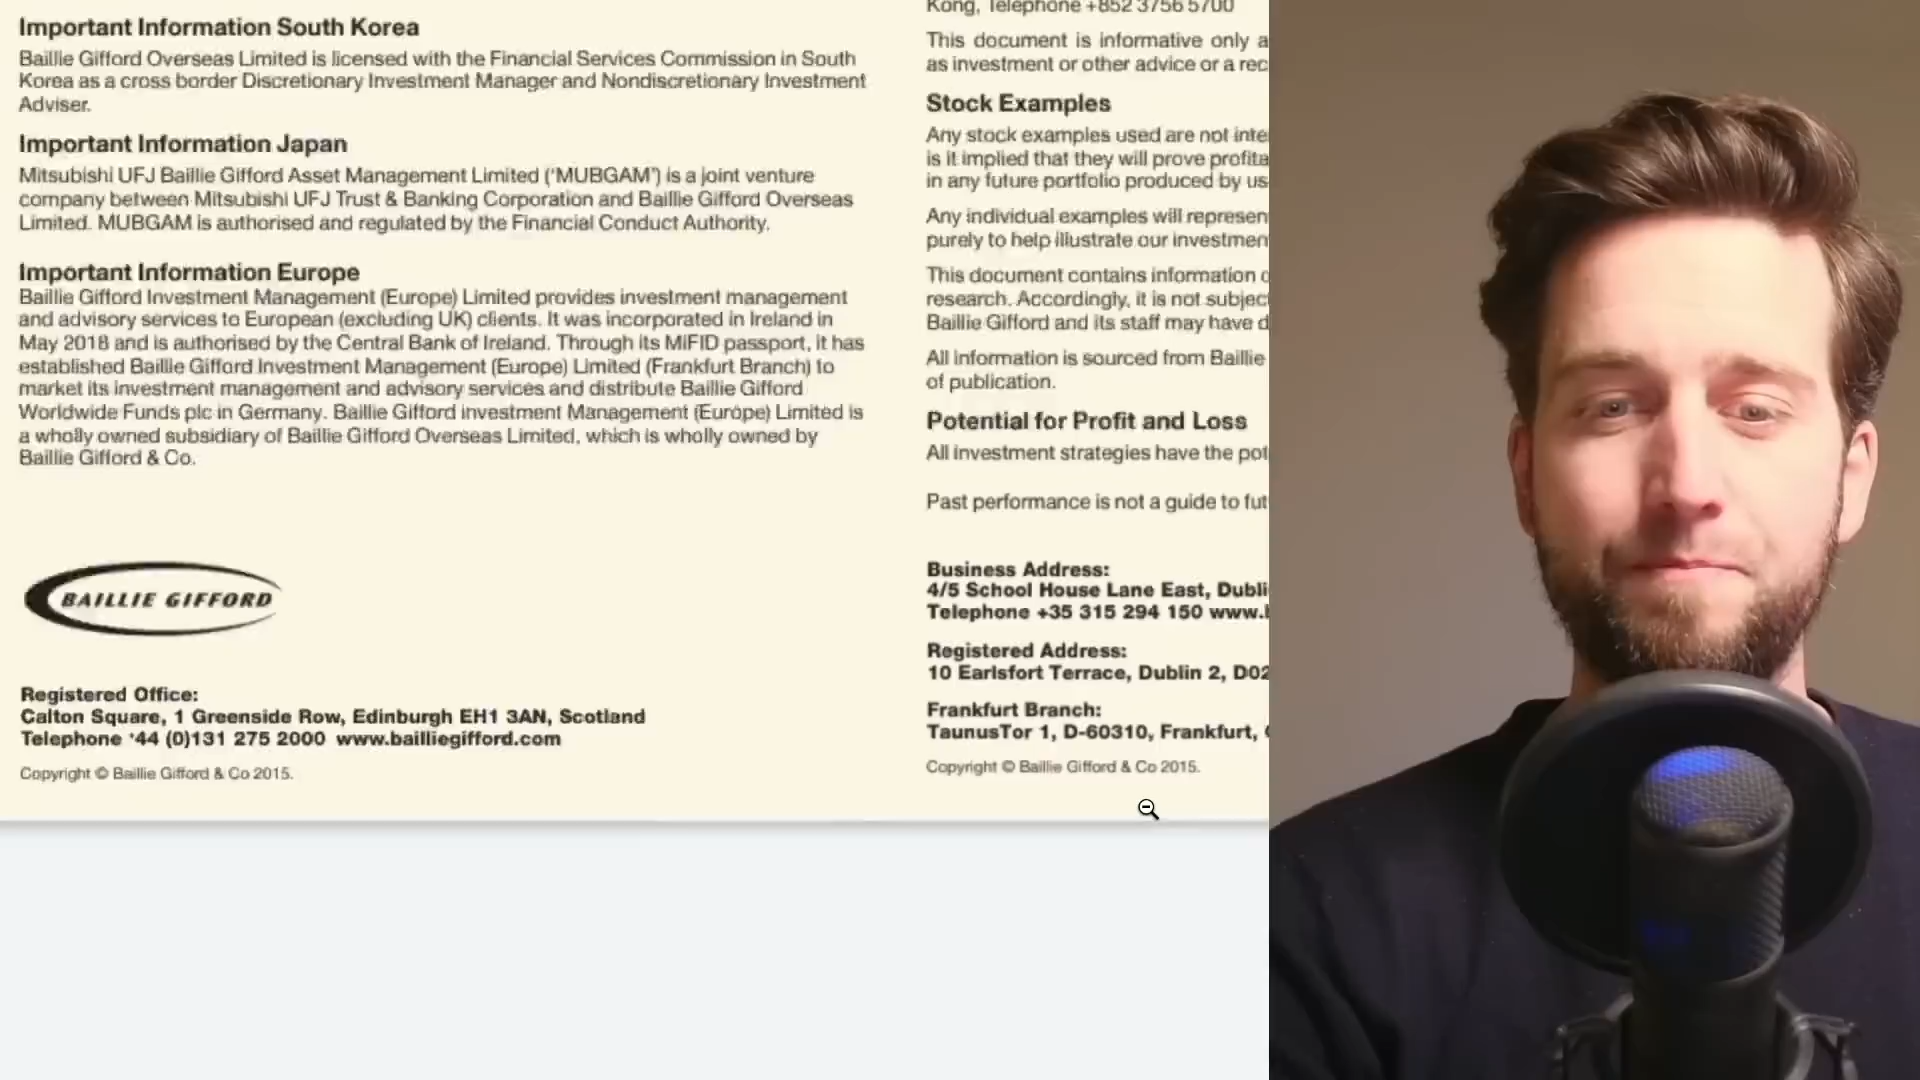 Important Information South Korea
Baillie Gifford Overseas Limited is licensed with the Financial Services Commission in South
Korea as a cross border Discretionary Investment Manager and Nondiscretionary Investment
Adviser.
Important Information Japan
Mitsubishi UFJ Baillie Gifford Asset Management Limited (‘MUBGAM’) is a joint venture
company between Mitsubishi UFJ Trust & Banking Corporation and Baillie Gifford Overseas
Limited. MUBGAM is authorised and regulated by the Financial Conduct Authority.
Important Information Europe
Baillie Gifford Investment Management (Europe) Limited provides investment management
and advisory services to European (excluding UK) clients. It was incorporated in Ireland in
May 2018 and is authorised by the Central Bank of Ireland. Through its MiFID passport, it has
established Baillie Gifford Investment Management (Europe) Limited (Frankfurt Branch) to
market its investment management and advisory services and distribute Baillie Gifford
Worldwide Funds plc in Germany. Baillie Gifford investment Management (Europe) Limited is
a wholly owned subsidiary of Baillie Gifford Overseas Limited, which is wholly owned by
Baillie Gifford & Co.
BAILLIE GIFFORD
Registered Office:
Calton Square, 1 Greenside Row, Edinburgh EH1 3AN, Scotland
Telephone +44 (0)131 275 2000 www.bailliegifford.com
Copyright © Baillie Gifford & Co 2015.
Kong, Telephone +852 3756 5700
This document is informative only a
as investment or other advice or a rec
Stock Examples
Any stock examples used are not inte
is it implied that they will prove profita
in any future portfolio produced by us
Any individual examples will represen
purely to help illustrate our investmen
This document contains information o
research. Accordingly, it is not subject
Baillie Gifford and its staff may have d
All information is sourced from Baillie
of publication.
Potential for Profit and Loss
All investment strategies have the pot
Past performance is not a guide to fut
Business Address:
4/5 School House Lane East, Dubli
Telephone +35 315 294 150 www.
Registered Address:
10 Earlsfort Terrace, Dublin 2, D02
Frankfurt Branch:
TaunusTor 1, D-60310, Frankfurt,
Copyright © Baillie Gifford & Co 2015.